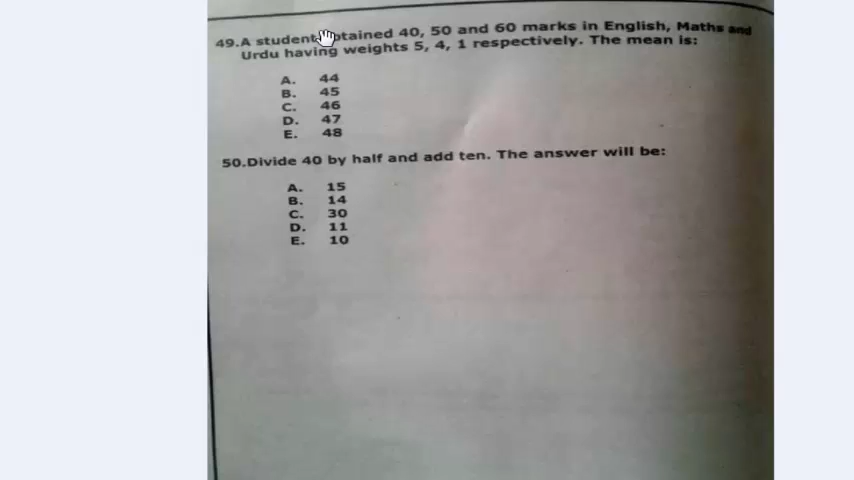 49.A student tained 40, 50 and 60 marks in English, Maths and
Urdu having weights 5, 4, 1 respectively. The mean is:
A. 44
B. 45
C. 46
D. 47
E. 48
50.Divide 40 by half and add ten. The answer will be:
A. 15
B. 14
C. 30
D. 11
E. 10